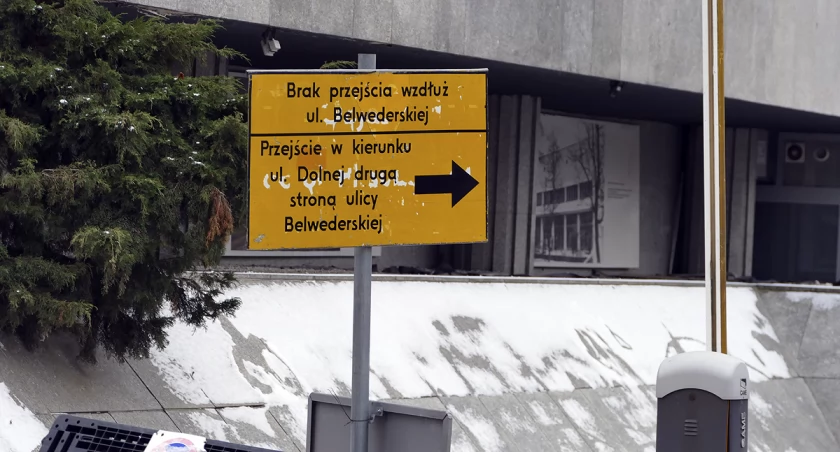 Brak przejścia wzdłuż
ul. Belwederskiej
Przejście w kierunku
ul. Dolnej drugą
stroną ulicy
Belwederskiej